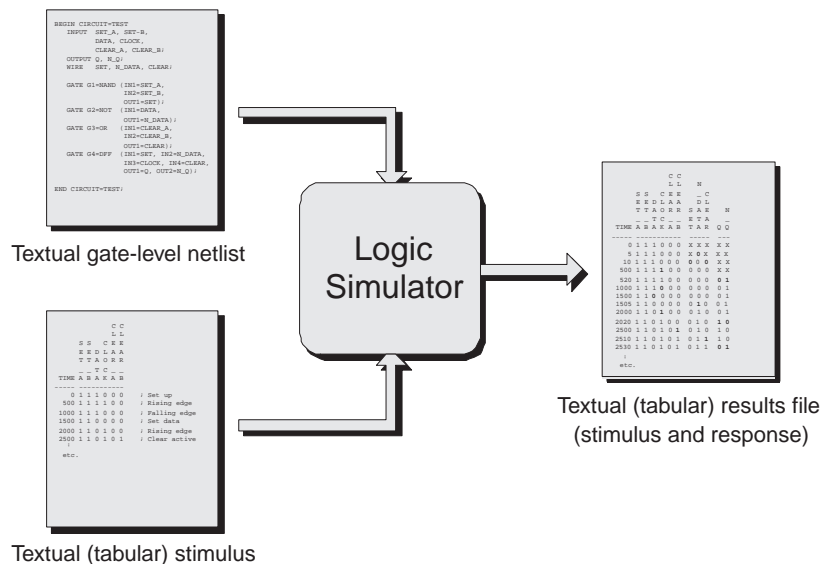 BEGIN CIRCUIT=TEST
INPUT SET_A, SET-B,
DATA, CLOCK,
CLEAR_A, CLEAR_B;
OUTPUT Q, N_Q;
WIRE SET, N_DATA, CLEAR;
GATE G1=NAND (IN1=SET_A,
IN2=SET_B,
OUT1=SET);
GATE G2=NOT (IN1=DATA,
OUT1=N_DATA);
GATE G3=OR (IN1=CLEAR_A,
IN2=CLEAR_B,
OUT1=CLEAR);
GATE G4=DFF (IN1=SET, IN2=N_DATA,
IN3=CLOCK, IN4=CLEAR,
OUT1=Q, OUT2=N_Q);
END CIRCUIT=TEST;
Textual gate-level netlist
C C
L L
S S C E E
E E D L A A
T T A O R R
_ _ T C _ _
TIME A B A K A B
----- -----------
0 1 1 1 0 0 0 ; Set up
500 1 1 1 1 0 0 ; Rising edge
1000 1 1 1 0 0 0 ; Falling edge
1500 1 1 0 0 0 0 ; Set data
2000 1 1 0 1 0 0 ; Rising edge
2500 1 1 0 1 0 1 ; Clear active
:
etc.
Textual (tabular) stimulus
Logic
Simulator
C C
L L N
S S C E E _ C
E E D L A A D L
T T A O R R S A E N
_ _ T C _ _ E T A _
TIME A B A K A B T A R Q Q
----- ----------- ----- ---
0 1 1 1 0 0 0 X X X X X
5 1 1 1 0 0 0 X 0 X X X
10 1 1 1 0 0 0 0 0 0 X X
500 1 1 1 1 0 0 0 0 0 X X
520 1 1 1 1 0 0 0 0 0 0 1
1000 1 1 1 0 0 0 0 0 0 0 1
1500 1 1 0 0 0 0 0 0 0 0 1
1505 1 1 0 0 0 0 0 1 0 0 1
2000 1 1 0 1 0 0 0 1 0 0 1
2020 1 1 0 1 0 0 0 1 0 1 0
2500 1 1 0 1 0 1 0 1 0 1 0
2510 1 1 0 1 0 1 0 1 1 1 0
2530 1 1 0 1 0 1 0 1 1 0 1
:
etc.
Textual (tabular) results file
(stimulus and response)